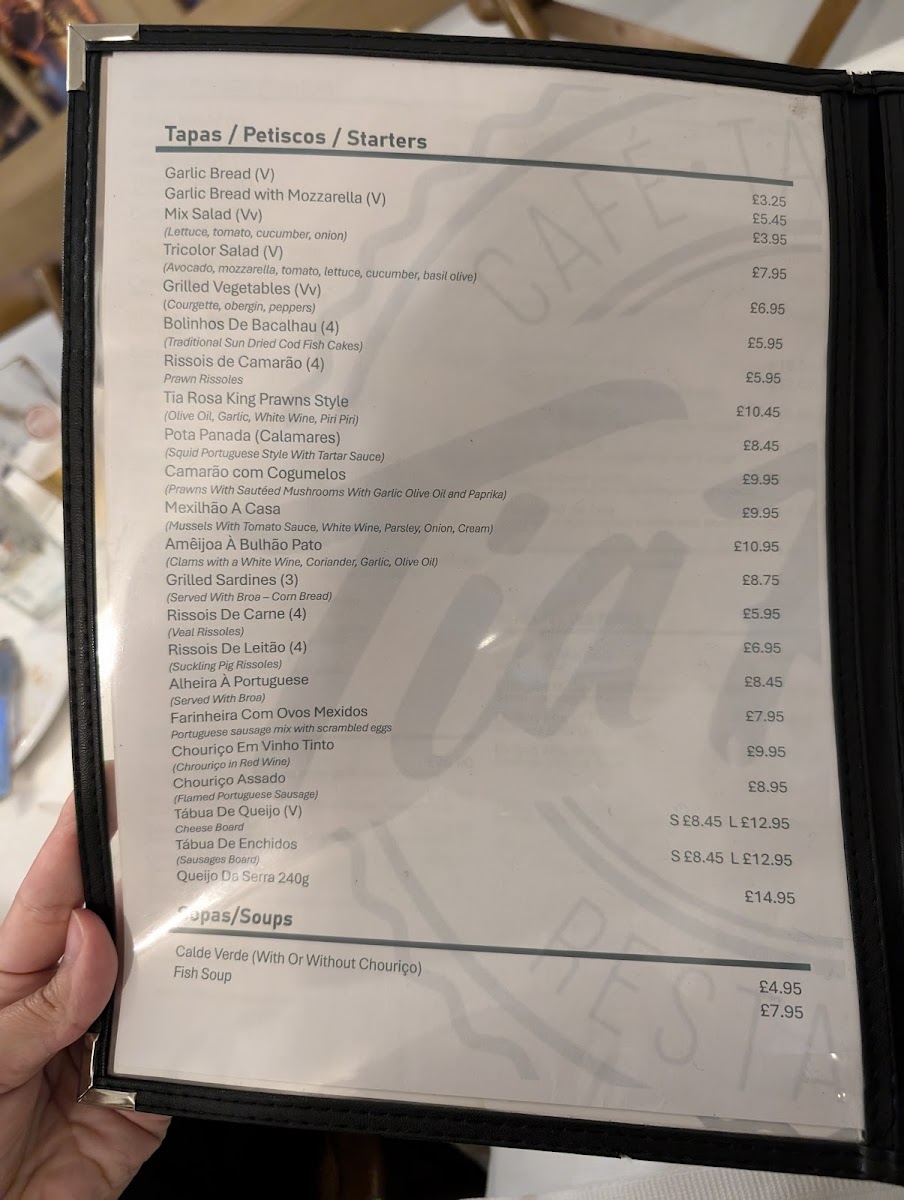 Tapas / Petiscos / Starters
Garlic Bread (V) £3.25
Garlic Bread with Mozzarella (V) £5.45
Mix Salad (Vv) £3.95
(Lettuce, tomato, cucumber, onion)
Tricolor Salad (V) £7.95
(Avocado, mozzarella, tomato, lettuce, cucumber, basil olive)
Grilled Vegetables (Vv) £6.95
(Courgette, obergin, peppers)
Bolinhos De Bacalhau (4) £5.95
(Traditional Sun Dried Cod Fish Cakes)
Rissois de Camarão (4) £5.95
Prawn Rissoles
Tia Rosa King Prawns Style £10.45
(Olive Oil, Garlic, White Wine, Piri Piri)
Pota Panada (Calamares) £8.45
(Squid Portuguese Style With Tartar Sauce)
Camarão com Cogumelos £9.95
(Prawns With Sautéed Mushrooms With Garlic Olive Oil and Paprika)
Mexilhão A Casa £9.95
(Mussels With Tomato Sauce, White Wine, Parsley, Onion, Cream)
Amêijoa À Bulhão Pato £10.95
(Clams with a White Wine, Coriander, Garlic, Olive Oil)
Grilled Sardines (3) £8.75
(Served With Broa – Corn Bread)
Rissois De Carne (4) £5.95
(Veal Rissoles)
Rissois De Leitão (4) £6.95
(Suckling Pig Rissoles)
Alheira À Portuguese £8.45
(Served With Broa)
Farinheira Com Ovos Mexidos £7.95
Portuguese sausage mix with scrambled eggs
Chouriço Em Vinho Tinto £9.95
(Chrouriço in Red Wine)
Chouriço Assado £8.95
(Flamed Portuguese Sausage)
Tábua De Queijo (V) S £8.45 L £12.95
Cheese Board
Tábua De Enchidos S £8.45 L £12.95
(Sausages Board)
Queijo Da Serra 240g £14.95
Sopas/Soups
Calde Verde (With Or Without Chouriço) £4.95
Fish Soup £7.95
CAFÉ · TA
Tia
RESTA